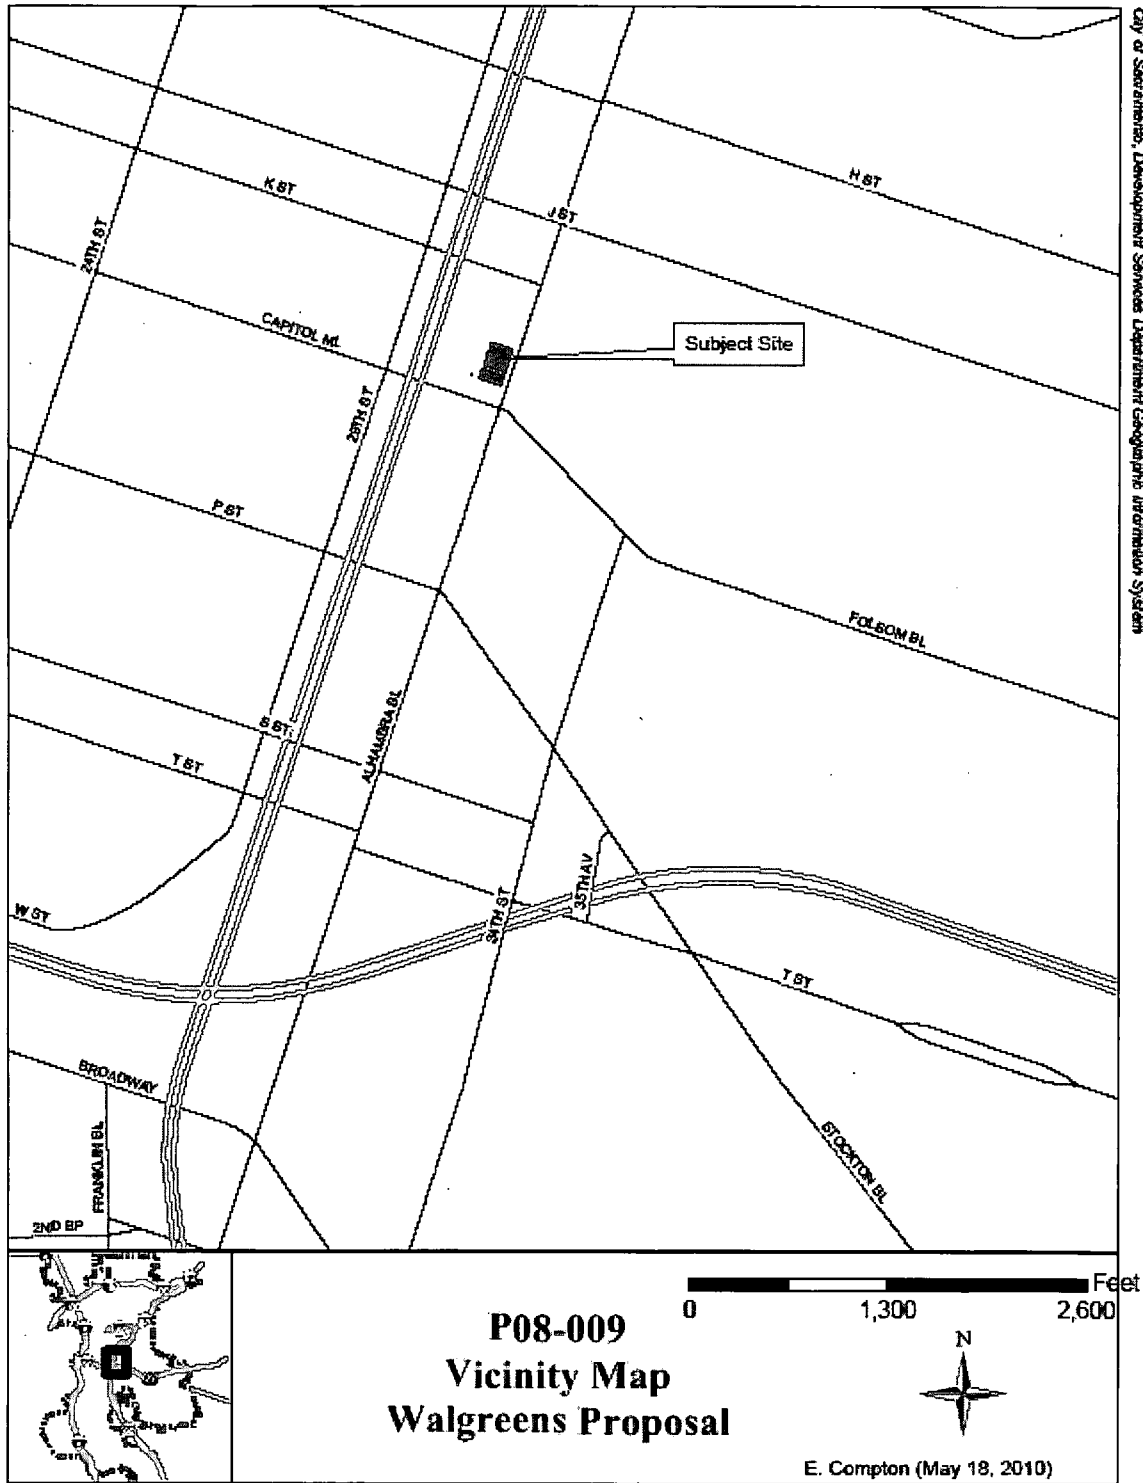 City of Sacramento, Development Services Department Geographic Information System
H ST
K ST
J ST
24TH ST
CAPITOL ML
Subject Site
29TH ST
P ST
FOLSOM BL
ALHAMBRA BL
S ST
T ST
35TH AV
34TH ST
W ST
T ST
BROADWAY
FRANKLIN BL
STOCKTON BL
2ND BP
Feet
0 1,300 2,600
P08-009
Vicinity Map
Walgreens Proposal
N
E. Compton (May 18, 2010)